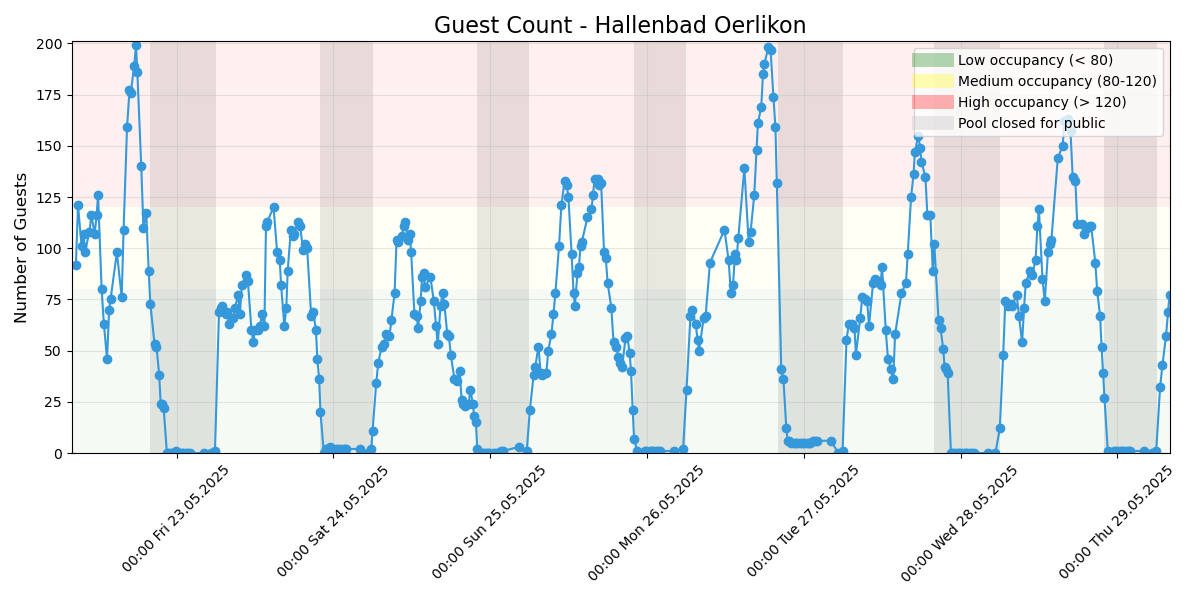 Guest Count - Hallenbad Oerlikon
Number of Guests
200
175
150
125
100
75
50
25
0
Low occupancy (< 80)
Medium occupancy (80-120)
High occupancy (> 120)
Pool closed for public
00:00 Fri 23.05.2025
00:00 Sat 24.05.2025
00:00 Sun 25.05.2025
00:00 Mon 26.05.2025
00:00 Tue 27.05.2025
00:00 Wed 28.05.2025
00:00 Thu 29.05.2025